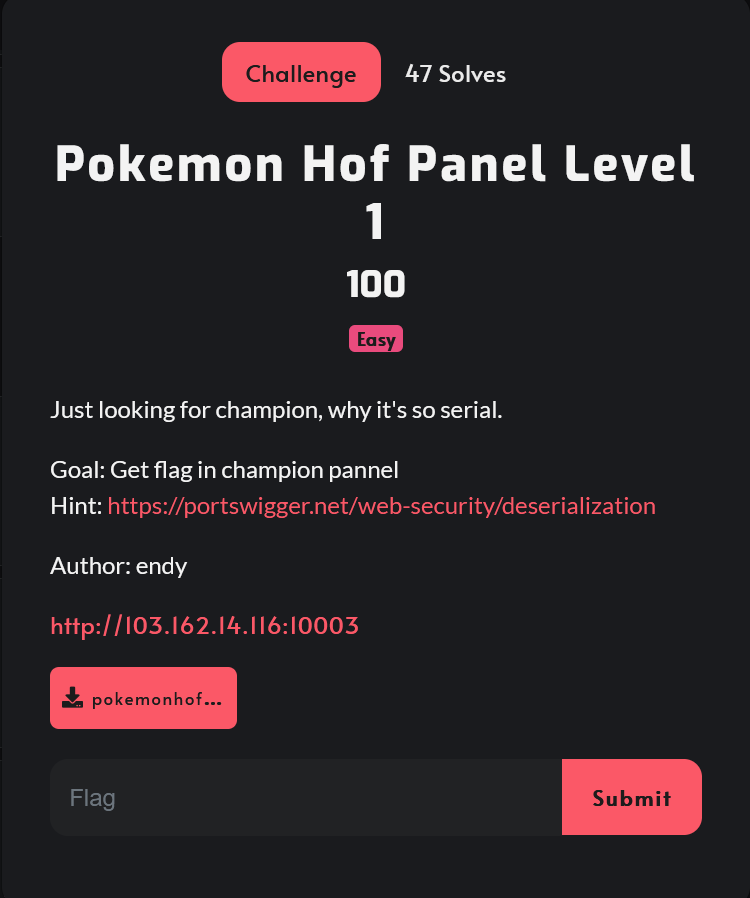 Challenge
47 Solves
Pokemon Hof Panel Level
1
100
Easy
Just looking for champion, why it's so serial.
Goal: Get flag in champion pannel
Hint: https://portswigger.net/web-security/deserialization
Author: endy
http://103.162.14.116:10003
pokemonhof...
Flag
Submit